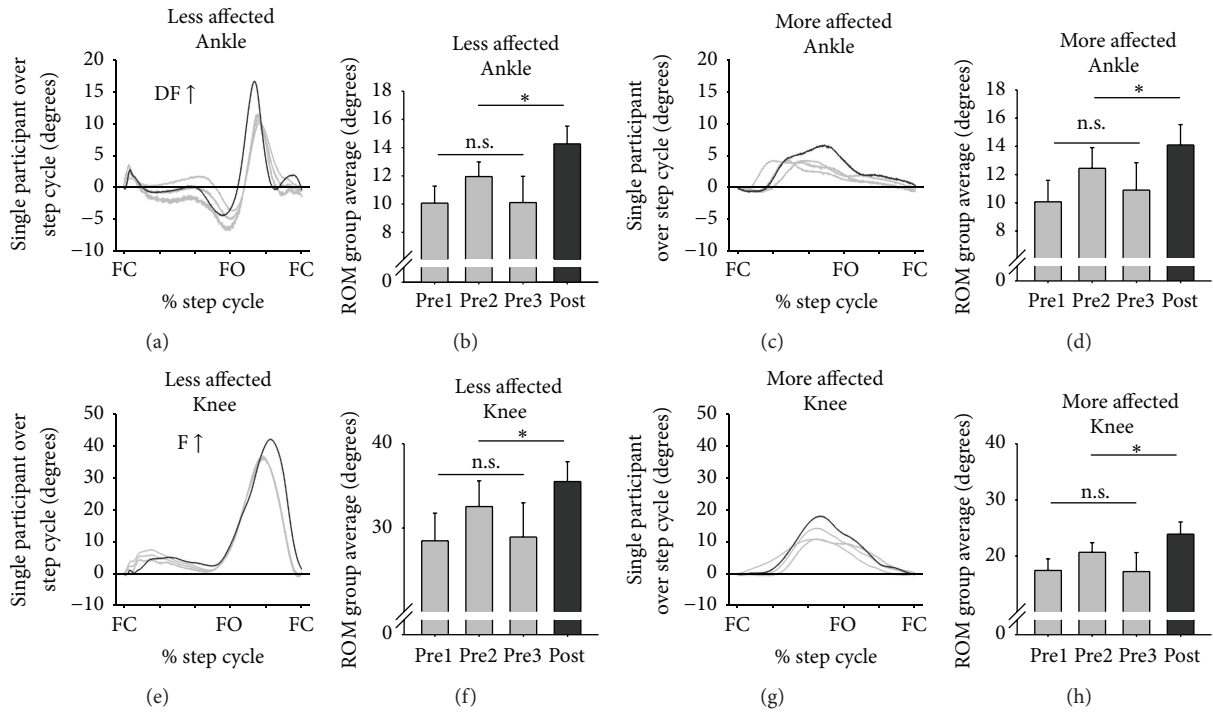 Less affected
Ankle
Single participant over
step cycle (degrees)
20
15
10
5
0
−5
−10
DF ↑
FC
FO
FC
% step cycle
(a)
Less affected
Ankle
ROM group average (degrees)
18
16
14
12
10
8
0
*
n.s.
Pre1 Pre2 Pre3 Post
(b)
More affected
Ankle
Single participant
over step cycle (degrees)
20
15
10
5
0
−5
−10
FC
FO
FC
% step cycle
(c)
More affected
Ankle
ROM group average (degrees)
18
16
14
12
10
8
0
*
n.s.
Pre1 Pre2 Pre3 Post
(d)
Less affected
Knee
Single participant over
step cycle (degrees)
50
40
30
20
10
0
−10
F ↑
FC
FO
FC
% step cycle
(e)
Less affected
Knee
ROM group average (degrees)
40
30
0
*
n.s.
Pre1 Pre2 Pre3 Post
(f)
More affected
Knee
Single participant
over step cycle (degrees)
50
40
30
20
10
0
−10
FC
FO
FC
% step cycle
(g)
More affected
Knee
ROM group average (degrees)
40
30
20
0
*
n.s.
Pre1 Pre2 Pre3 Post
(h)